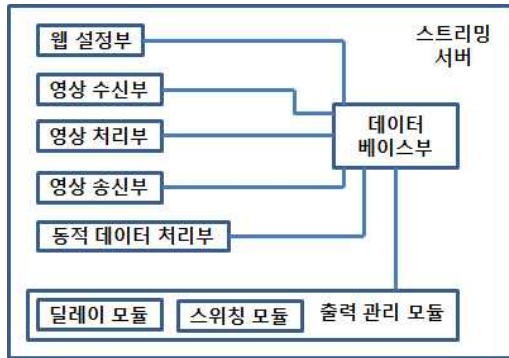 웹 설정부
스트리밍
서버
영상 수신부
영상 처리부
데이터
베이스부
영상 송신부
동적 데이터 처리부
딜레이 모듈
스위칭 모듈
출력 관리 모듈